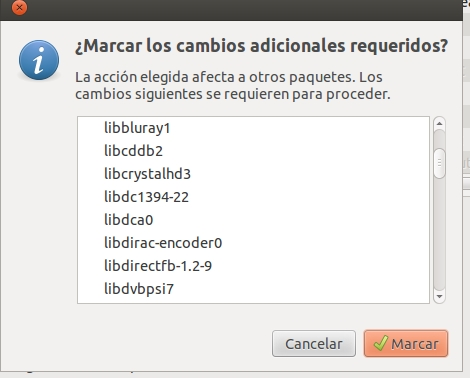 ¿Marcar los cambios adicionales requeridos?
La acción elegida afecta a otros paquetes. Los
cambios siguientes se requieren para proceder.
libbluray1
libcddb2
libcrystalhd3
libdc1394-22
libdca0
libdirac-encoder0
libdirectfb-1.2-9
libdvbpsi7
Cancelar
Marcar